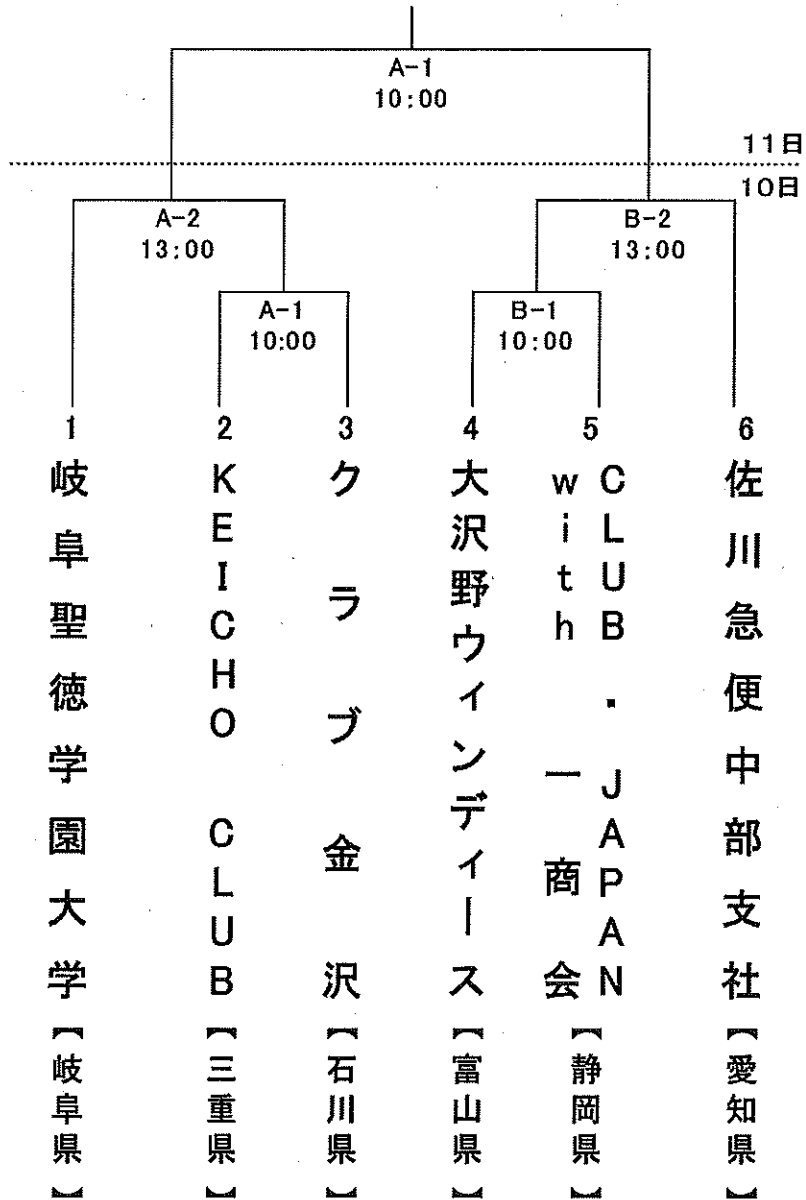 A-1
10:00
11日
10日
A-2
13:00
B-2
13:00
A-1
10:00
B-1
10:00
1
2
3
4
5
6
岐阜聖徳学園大学
【岐阜県】
KEICHO CLUB
【三重県】
クラブ金沢
【石川県】
大沢野ウィンディース
【富山県】
CLUB.JAPAN
with 一商会
【静岡県】
佐川急便中部支社
【愛知県】